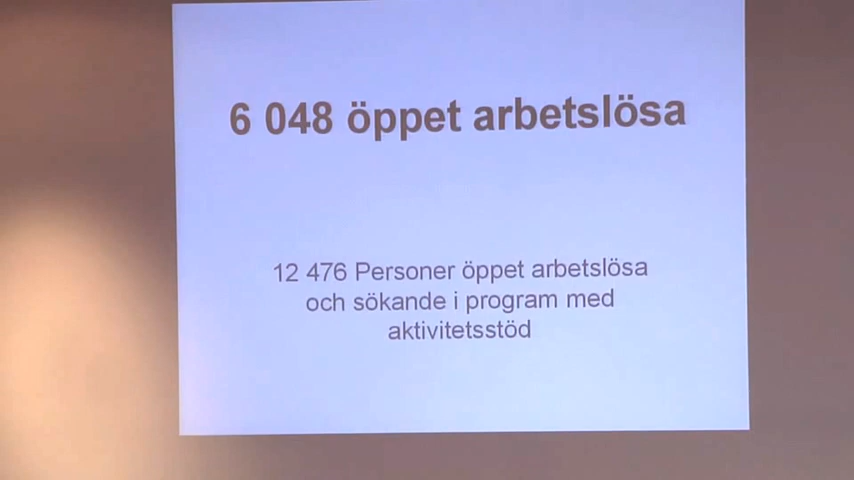 6 048 öppet arbetslösa
12 476 Personer öppet arbetslösa
och sökande i program med
aktivitetsstöd